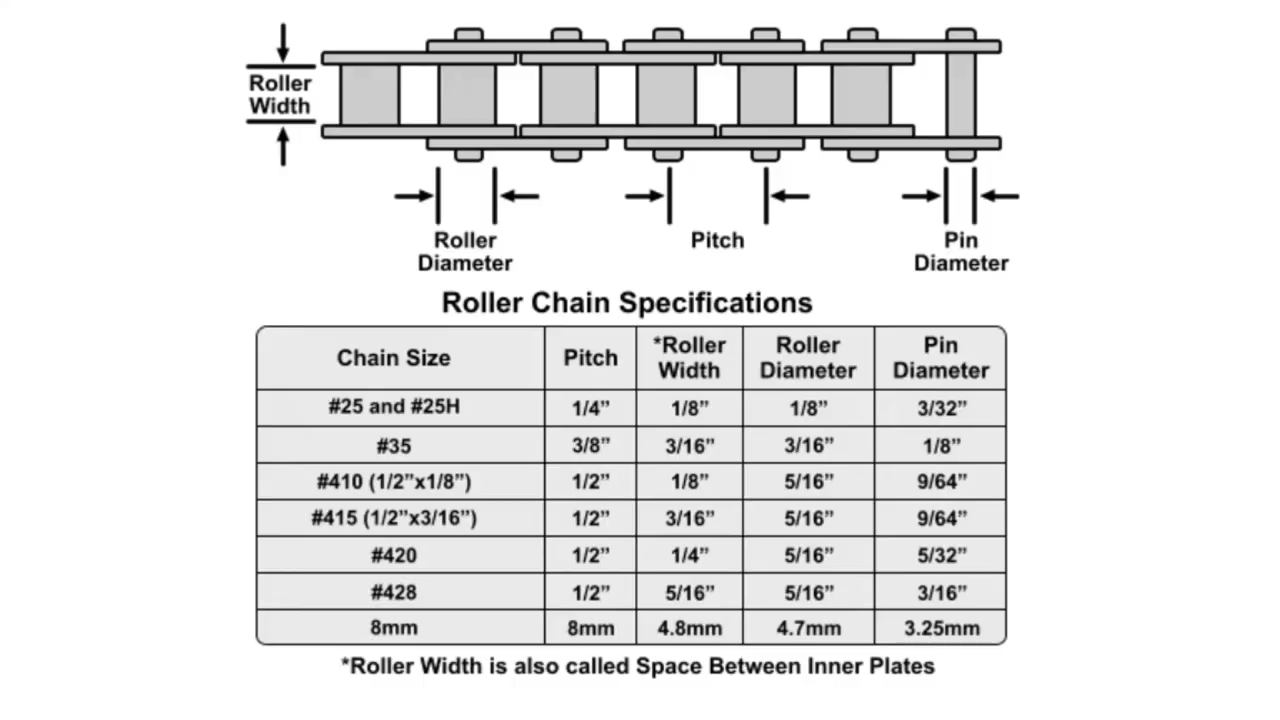 Roller
Width
Roller
Diameter
Pitch
Pin
Diameter
Roller Chain Specifications
Chain Size Pitch *Roller Width Roller Diameter Pin Diameter
#25 and #25H 1/4” 1/8” 1/8” 3/32”
#35 3/8” 3/16” 3/16” 1/8”
#410 (1/2”x1/8”) 1/2” 1/8” 5/16” 9/64”
#415 (1/2”x3/16”) 1/2” 3/16” 5/16” 9/64”
#420 1/2” 1/4” 5/16” 5/32”
#428 1/2” 5/16” 5/16” 3/16”
8mm 8mm 4.8mm 4.7mm 3.25mm
*Roller Width is also called Space Between Inner Plates